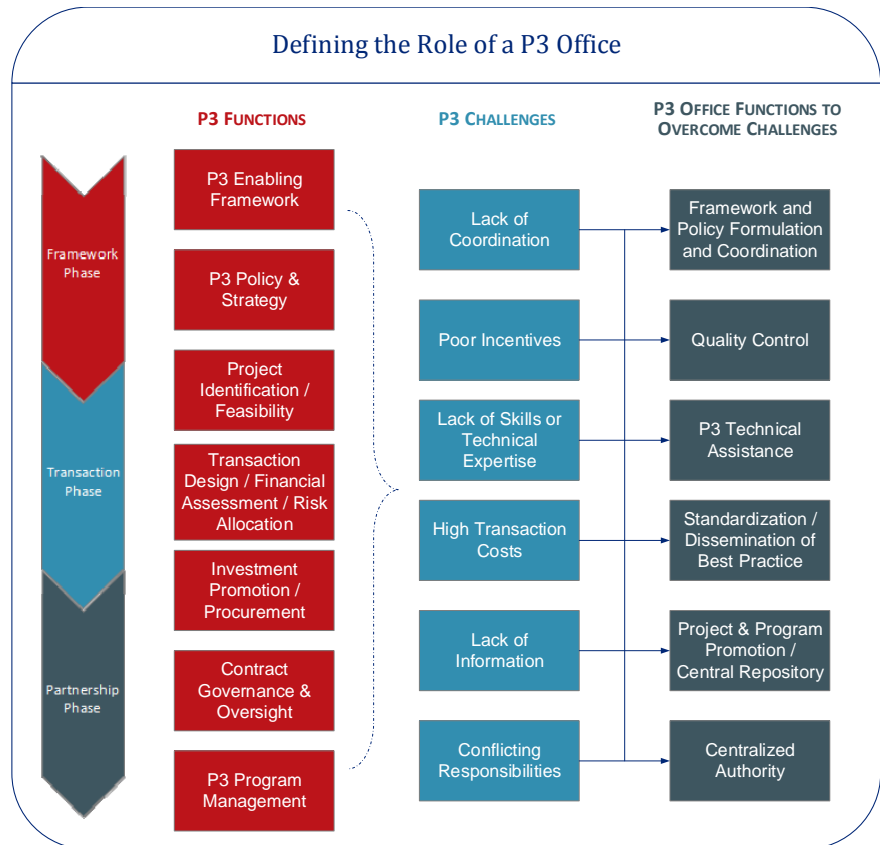 Defining the Role of a P3 Office
P3 FUNCTIONS
P3 CHALLENGES
P3 OFFICE FUNCTIONS TO
OVERCOME CHALLENGES
Framework
Phase
Transaction
Phase
Partnership
Phase
P3 Enabling
Framework
P3 Policy &
Strategy
Project
Identification /
Feasibility
Transaction
Design / Financial
Assessment / Risk
Allocation
Investment
Promotion /
Procurement
Contract
Governance &
Oversight
P3 Program
Management
Lack of
Coordination
Poor Incentives
Lack of Skills or
Technical
Expertise
High Transaction
Costs
Lack of
Information
Conflicting
Responsibilities
Framework and
Policy Formulation
and Coordination
Quality Control
P3 Technical
Assistance
Standardization /
Dissemination of
Best Practice
Project & Program
Promotion /
Central Repository
Centralized
Authority